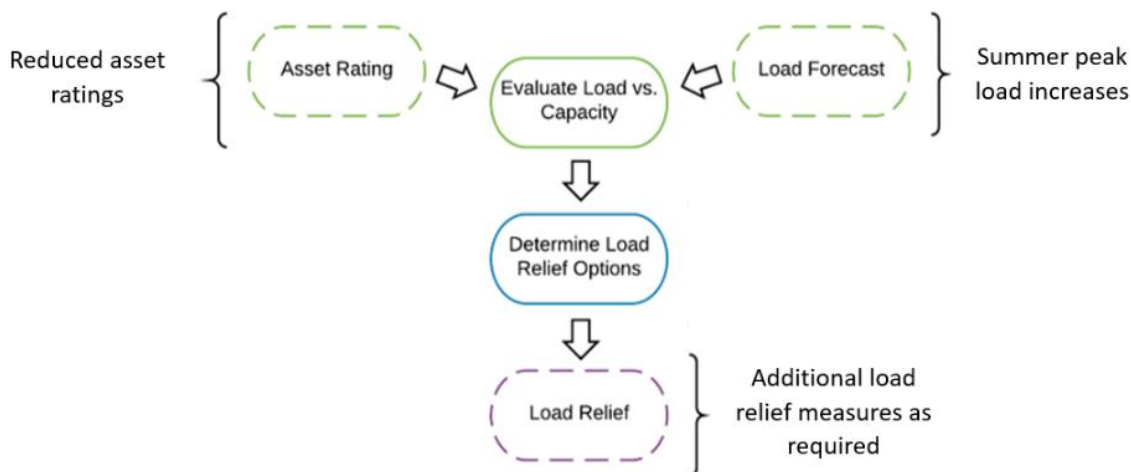 Reduced asset
ratings
Asset Rating
Evaluate Load vs.
Capacity
Load Forecast
Summer peak
load increases
Determine Load
Relief Options
Load Relief
Additional load
relief measures as
required